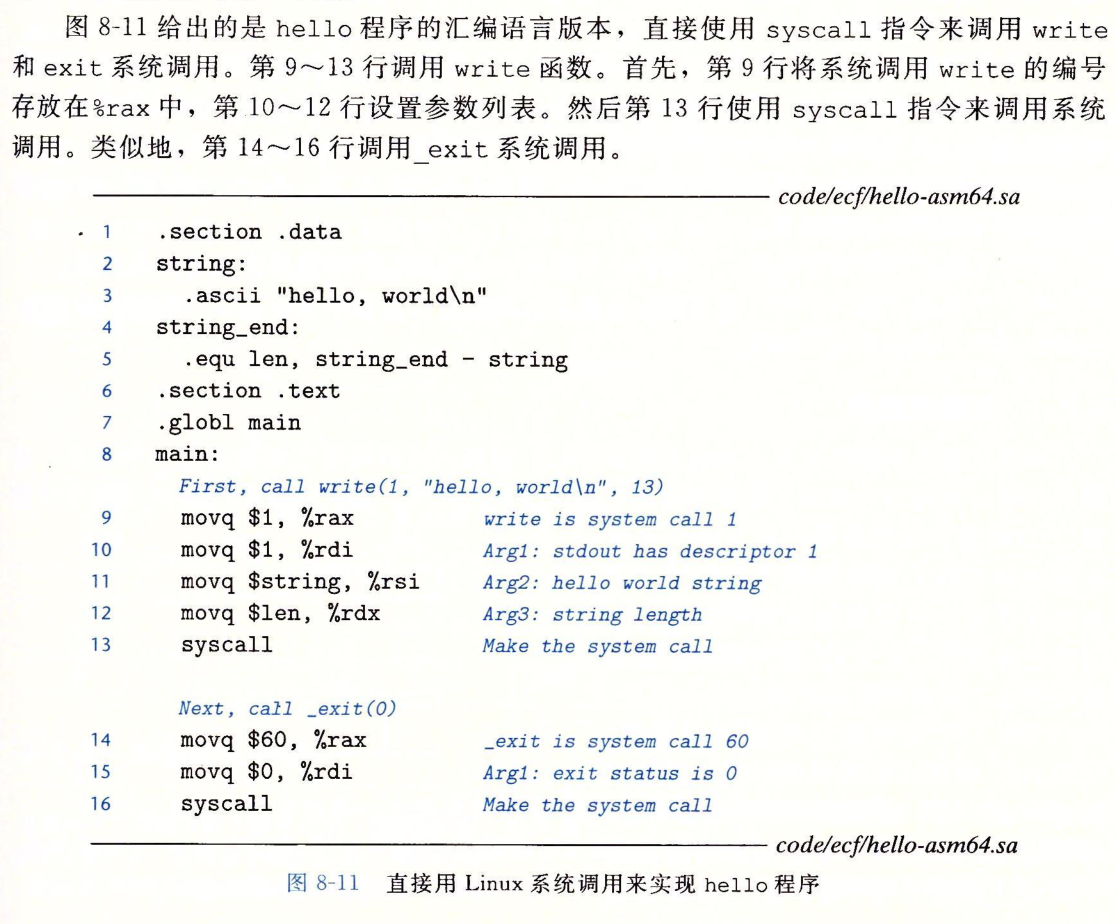 图 8-11 给出的是 hello 程序的汇编语言版本，直接使用 syscall 指令来调用 write
和 exit 系统调用。第 9～13 行调用 write 函数。首先，第 9 行将系统调用 write 的编号
存放在%rax 中，第 10～12 行设置参数列表。然后第 13 行使用 syscall 指令来调用系统
调用。类似地，第 14～16 行调用_exit 系统调用。
code/ecf/hello-asm64.sa
1 .section .data
2 string:
3 .ascii "hello, world\n"
4 string_end:
5 .equ len, string_end - string
6 .section .text
7 .globl main
8 main:
First, call write(1, "hello, world\n", 13)
9 movq $1, %rax write is system call 1
10 movq $1, %rdi Arg1: stdout has descriptor 1
11 movq $string, %rsi Arg2: hello world string
12 movq $len, %rdx Arg3: string length
13 syscall Make the system call
Next, call _exit(0)
14 movq $60, %rax _exit is system call 60
15 movq $0, %rdi Arg1: exit status is 0
16 syscall Make the system call
code/ecf/hello-asm64.sa
图 8-11 直接用 Linux 系统调用来实现 hello 程序